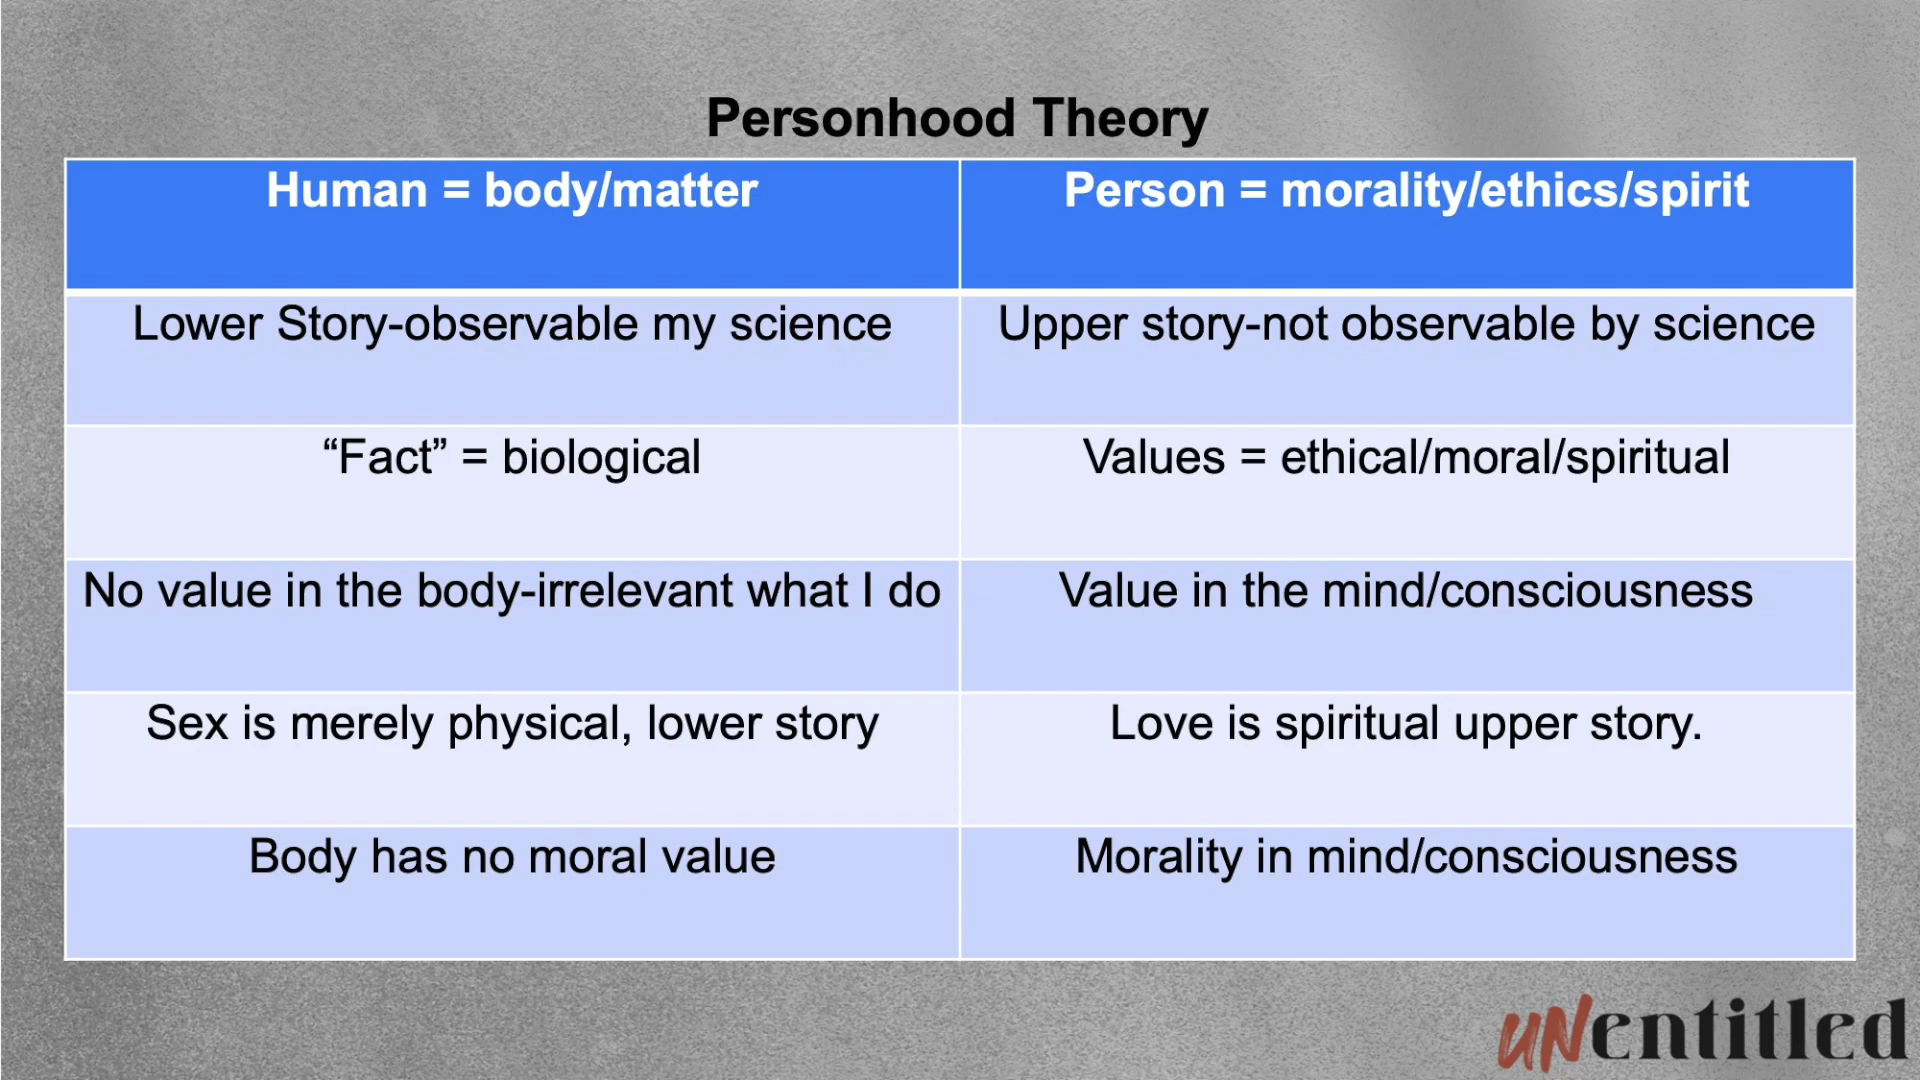 Personhood Theory
Human = body/matter
Person = morality/ethics/spirit
Lower Story-observable my science
Upper story-not observable by science
“Fact” = biological
Values = ethical/moral/spiritual
No value in the body-irrelevant what I do
Value in the mind/consciousness
Sex is merely physical, lower story
Love is spiritual upper story.
Body has no moral value
Morality in mind/consciousness
uNentitled